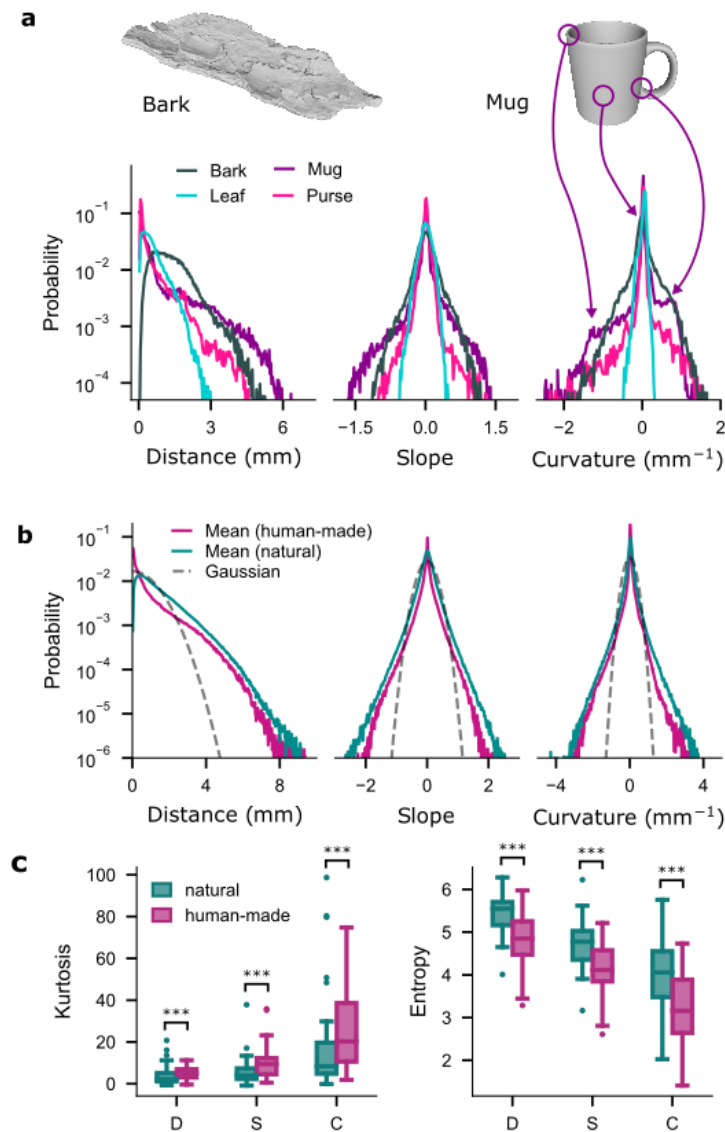 a
Bark
Mug
Bark
Mug
Leaf
Purse
Probability
10⁻¹
10⁻²
10⁻³
10⁻⁴
0 3 6
Distance (mm)
−1.5 0.0 1.5
Slope
−2 0 2
Curvature (mm⁻¹)
b
Mean (human-made)
Mean (natural)
Gaussian
Probability
10⁻¹
10⁻²
10⁻³
10⁻⁴
10⁻⁵
10⁻⁶
0 4 8
Distance (mm)
−2 0 2
Slope
−4 0 4
Curvature (mm⁻¹)
c
natural
human-made
Kurtosis
100
80
60
40
20
0
*** *** ***
D S C
Entropy
6
5
4
3
2
*** *** ***
D S C